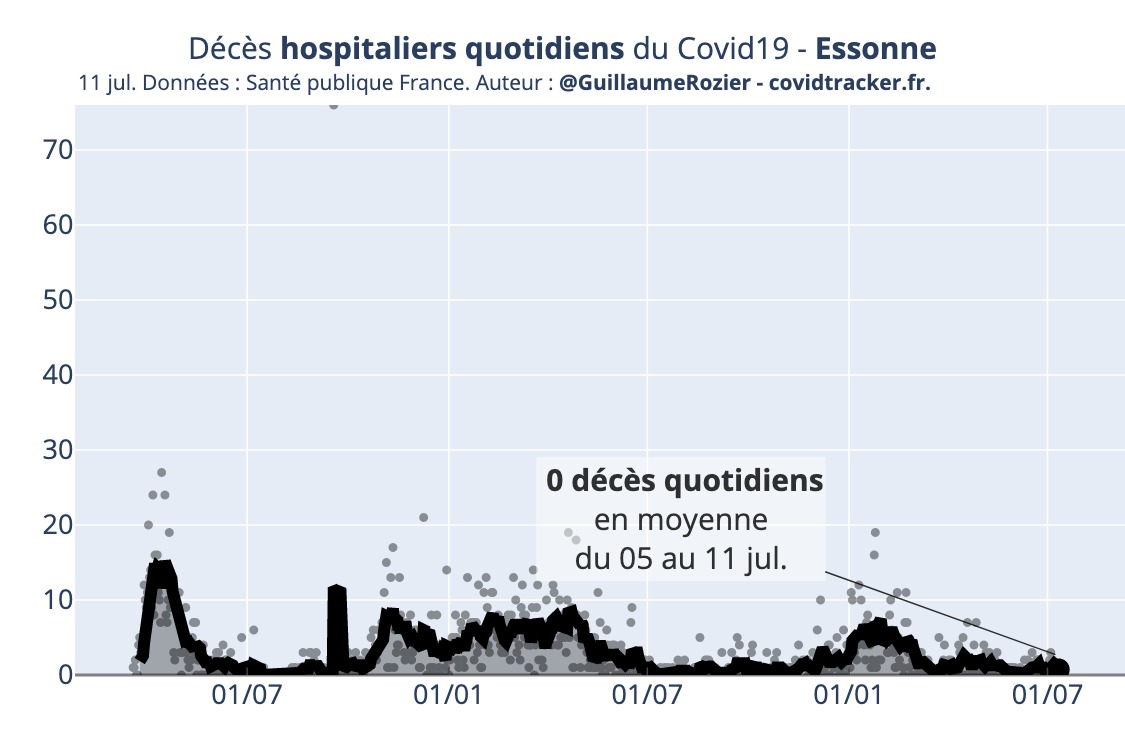 Décès hospitaliers quotidiens du Covid19 - Essonne
11 jul. Données : Santé publique France. Auteur : @GuillaumeRozier - covidtracker.fr.
70
60
50
40
30
0 décès quotidiens
en moyenne
du 05 au 11 jul.
20
10
0
01/07
01/01
01/07
01/01
01/07